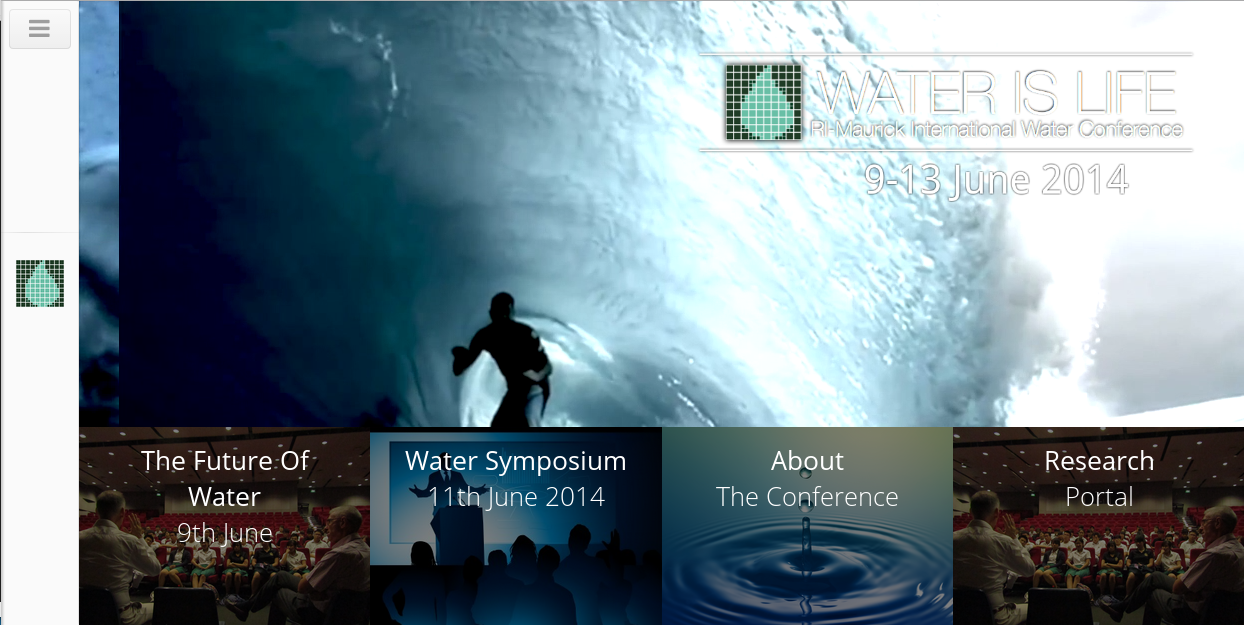 WATER IS LIFE
RI-Maurick International Water Conference
9-13 June 2014
The Future Of
Water
9th June
Water Symposium
11th June 2014
About
The Conference
Research
Portal